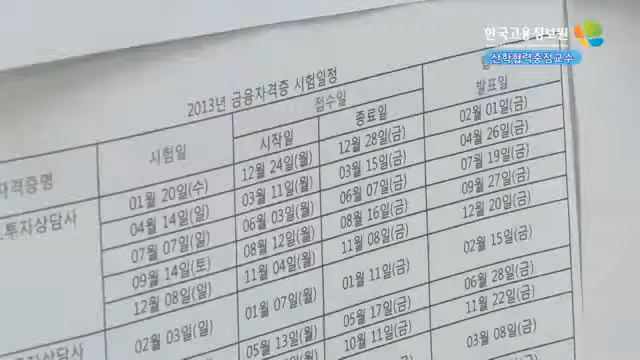 한국고용정보원
산학협력중점교수
2013년 금융자격증 시험일정
자격증명 시험일 접수일 발표일
시작일 종료일
투자상담사 01월 20일(수) 12월 24일(월) 12월 28일(금) 02월 01일(금)
04월 14일(일) 03월 11일(월) 03월 15일(금) 04월 26일(금)
07월 07일(일) 06월 03일(월) 06월 07일(금) 07월 19일(금)
09월 14일(토) 08월 12일(월) 08월 16일(금) 09월 27일(금)
12월 08일(일) 11월 04일(월) 11월 08일(금) 12월 20일(금)
02월 03일(일) 01월 07일(월) 01월 11일(금) 02월 15일(금)
05월 13일(월) 05월 17일(금) 06월 28일(금)
10월 11일(금) 11월 22일(금)
03월 08일(금)